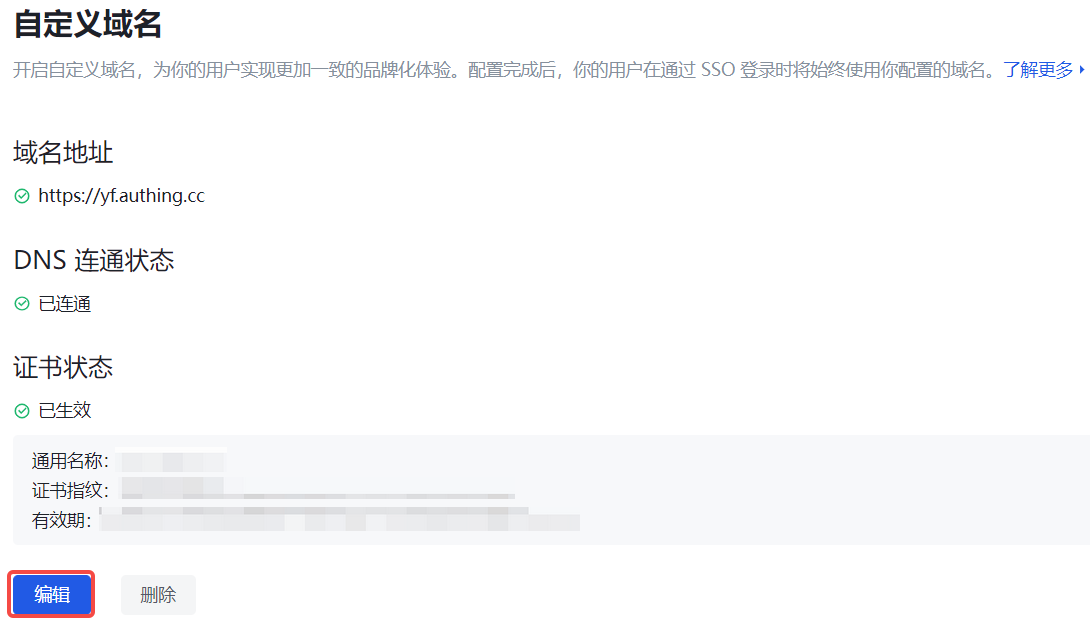 自定义域名
开启自定义域名，为你的用户实现更加一致的品牌化体验。配置完成后，你的用户在通过 SSO 登录时将始终使用你配置的域名。了解更多
域名地址
https://yf.authing.cc
DNS 连通状态
已连通
证书状态
已生效
通用名称：
证书指纹：
有效期：
编辑 删除